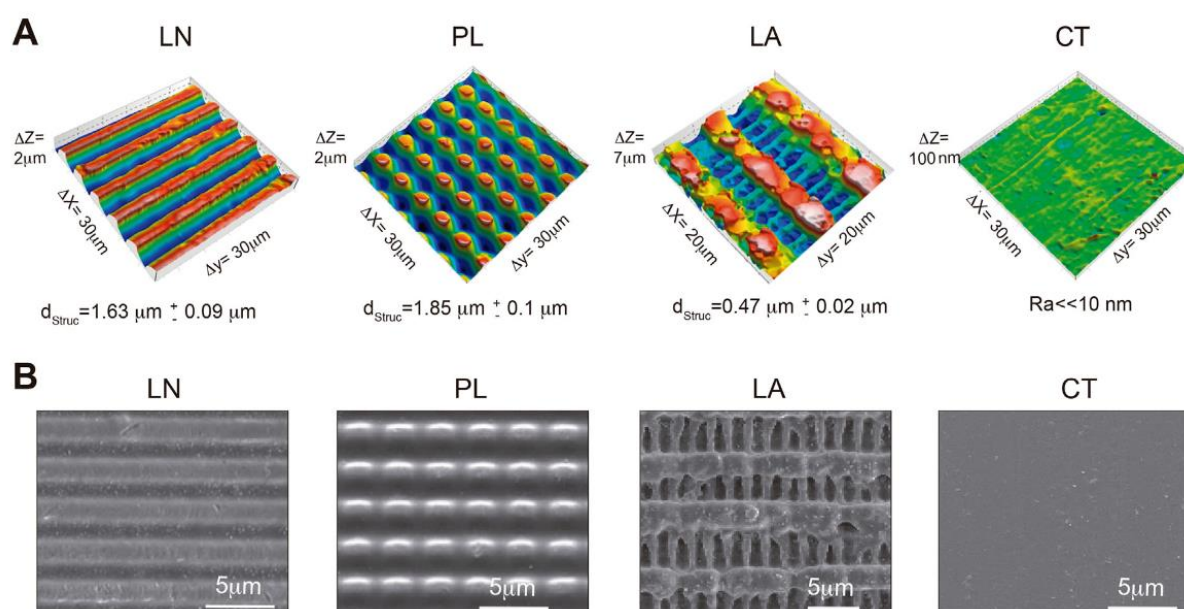 A
LN PL LA CT
ΔZ=
2μm
ΔX= 30μm
Δy= 30μm
ΔZ=
2μm
ΔX= 30μm
Δy= 30μm
ΔZ=
7μm
ΔX= 20μm
Δy= 20μm
ΔZ=
100 nm
ΔX= 30μm
Δy= 30μm
dStruc=1.63 μm ± 0.09 μm
dStruc=1.85 μm ± 0.1 μm
dStruc=0.47 μm ± 0.02 μm
Ra<<10 nm
B
LN PL LA CT
5μm 5μm 5μm 5μm